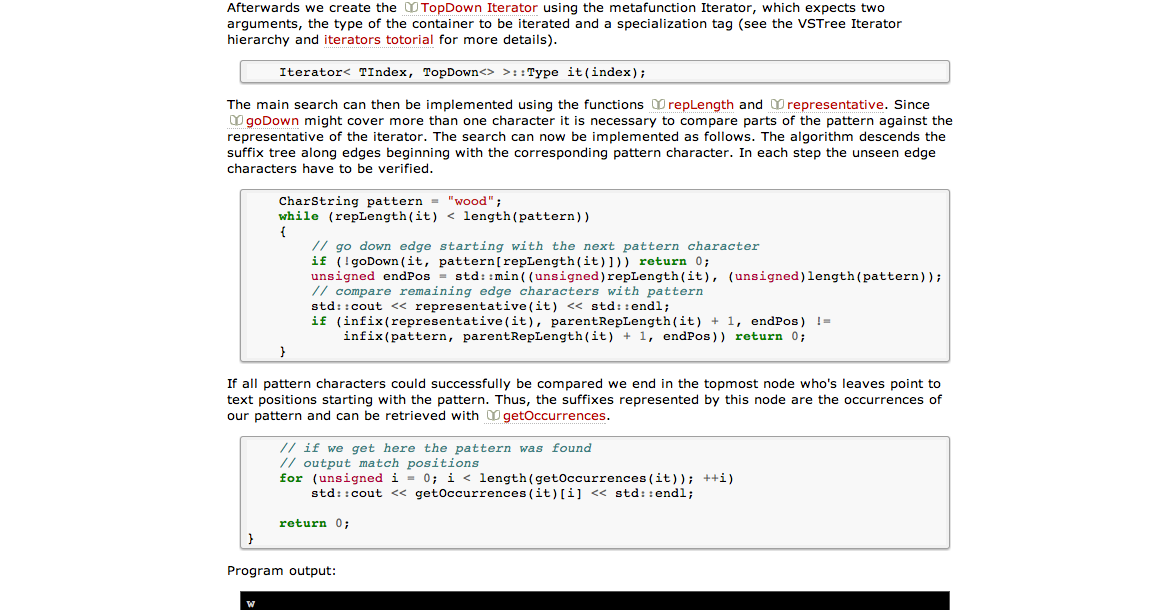 Afterwards we create the TopDown Iterator using the metafunction Iterator, which expects two
arguments, the type of the container to be iterated and a specialization tag (see the VSTree Iterator
hierarchy and iterators totorial for more details).
Iterator< TIndex, TopDown<> >::Type it(index);
The main search can then be implemented using the functions repLength and representative. Since
goDown might cover more than one character it is necessary to compare parts of the pattern against the
representative of the iterator. The search can now be implemented as follows. The algorithm descends the
suffix tree along edges beginning with the corresponding pattern character. In each step the unseen edge
characters have to be verified.
CharString pattern = "wood";
while (repLength(it) < length(pattern))
{
// go down edge starting with the next pattern character
if (!goDown(it, pattern[repLength(it)])) return 0;
unsigned endPos = std::min((unsigned)repLength(it), (unsigned)length(pattern));
// compare remaining edge characters with pattern
std::cout << representative(it) << std::endl;
if (infix(representative(it), parentRepLength(it) + 1, endPos) !=
infix(pattern, parentRepLength(it) + 1, endPos)) return 0;
}
If all pattern characters could successfully be compared we end in the topmost node who's leaves point to
text positions starting with the pattern. Thus, the suffixes represented by this node are the occurrences of
our pattern and can be retrieved with getOccurrences.
// if we get here the pattern was found
// output match positions
for (unsigned i = 0; i < length(getOccurrences(it)); ++i)
std::cout << getOccurrences(it)[i] << std::endl;
return 0;
}
Program output:
w